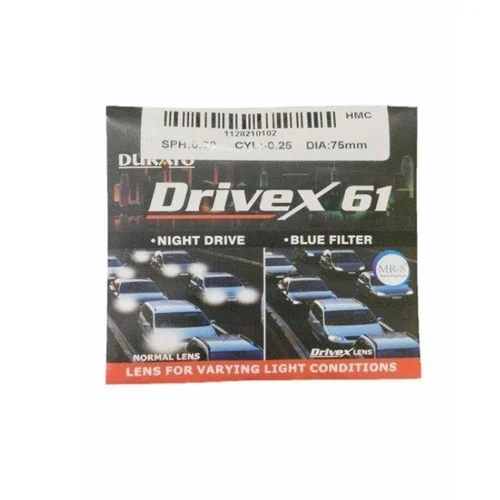 HMC
1128210102
SPH:0.00 CYL:-0.25 DIA:75mm
Drivex 61
•NIGHT DRIVE
•BLUE FILTER
MR-8
NORMAL LENS
Drivex LENS
LENS FOR VARYING LIGHT CONDITIONS